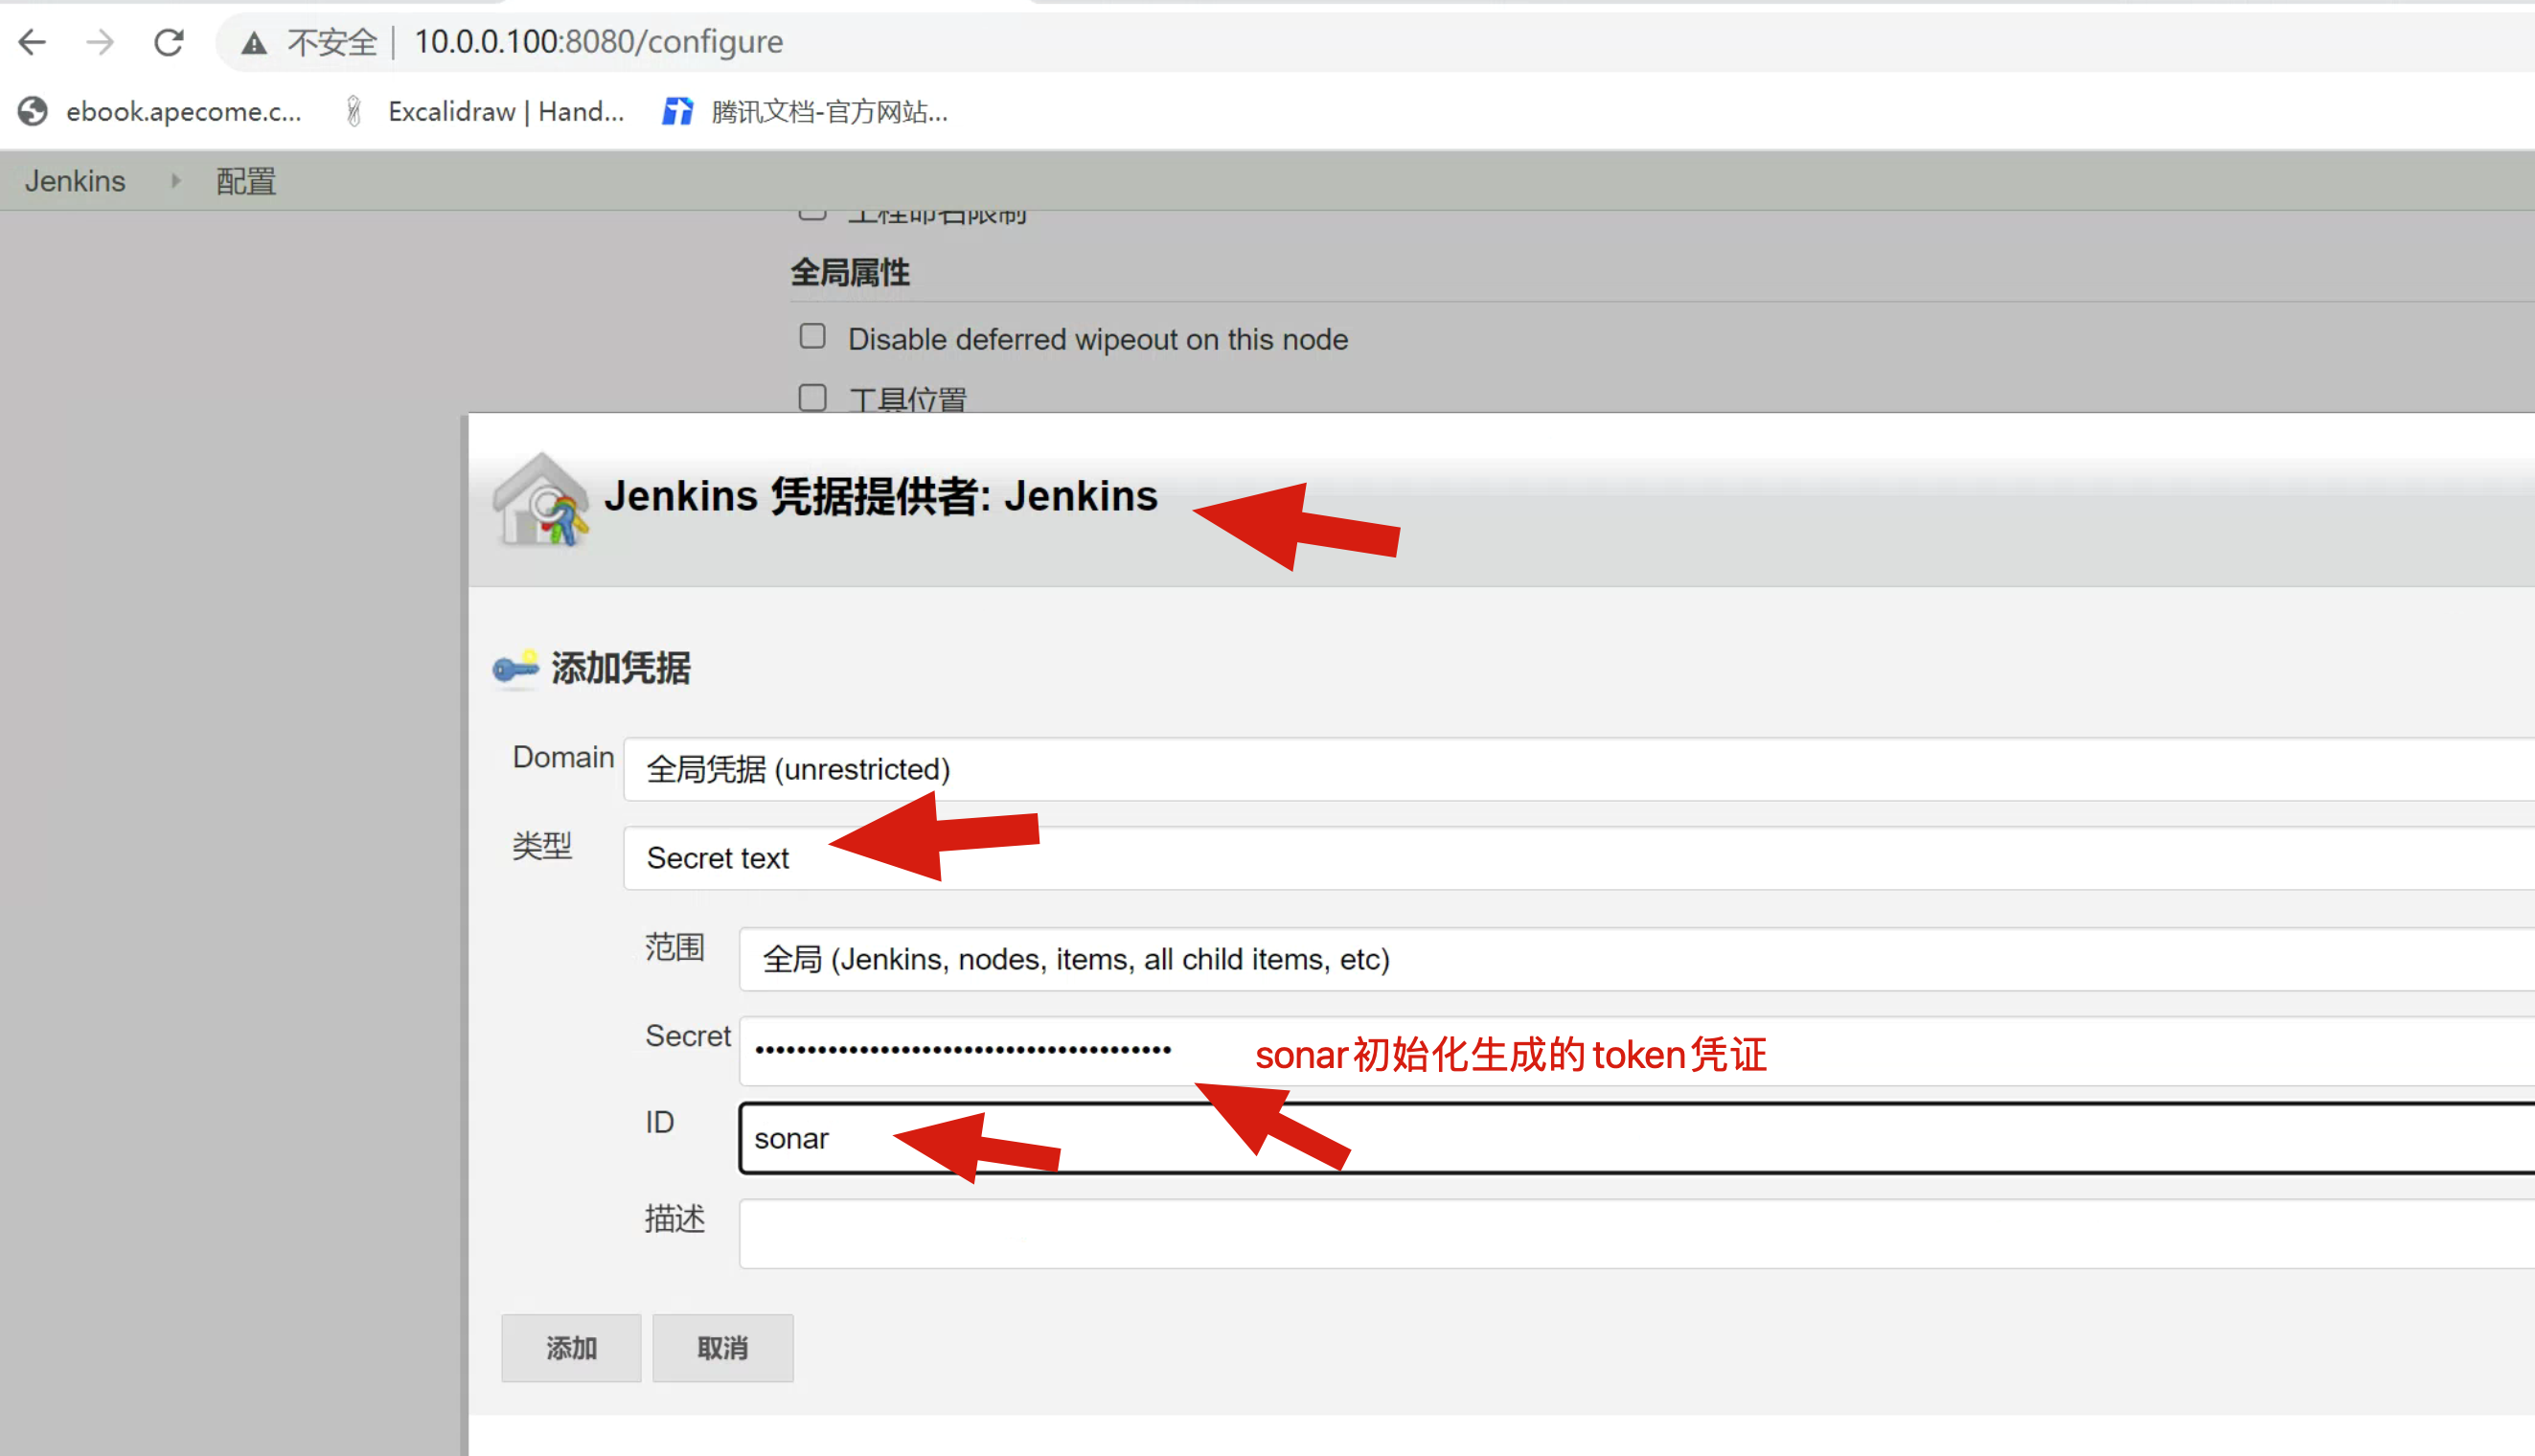 不安全 | 10.0.0.100:8080/configure
ebook.apecome.c... Excalidraw | Hand... 腾讯文档-官方网站...
Jenkins 配置
工程命名限制
全局属性
Disable deferred wipeout on this node
工具位置
Jenkins 凭据提供者: Jenkins
添加凭据
Domain 全局凭据 (unrestricted)
类型 Secret text
范围 全局 (Jenkins, nodes, items, all child items, etc)
Secret •••••••••••••••••••••••••••••••••••••••• sonar初始化生成的token凭证
ID sonar
描述
添加 取消